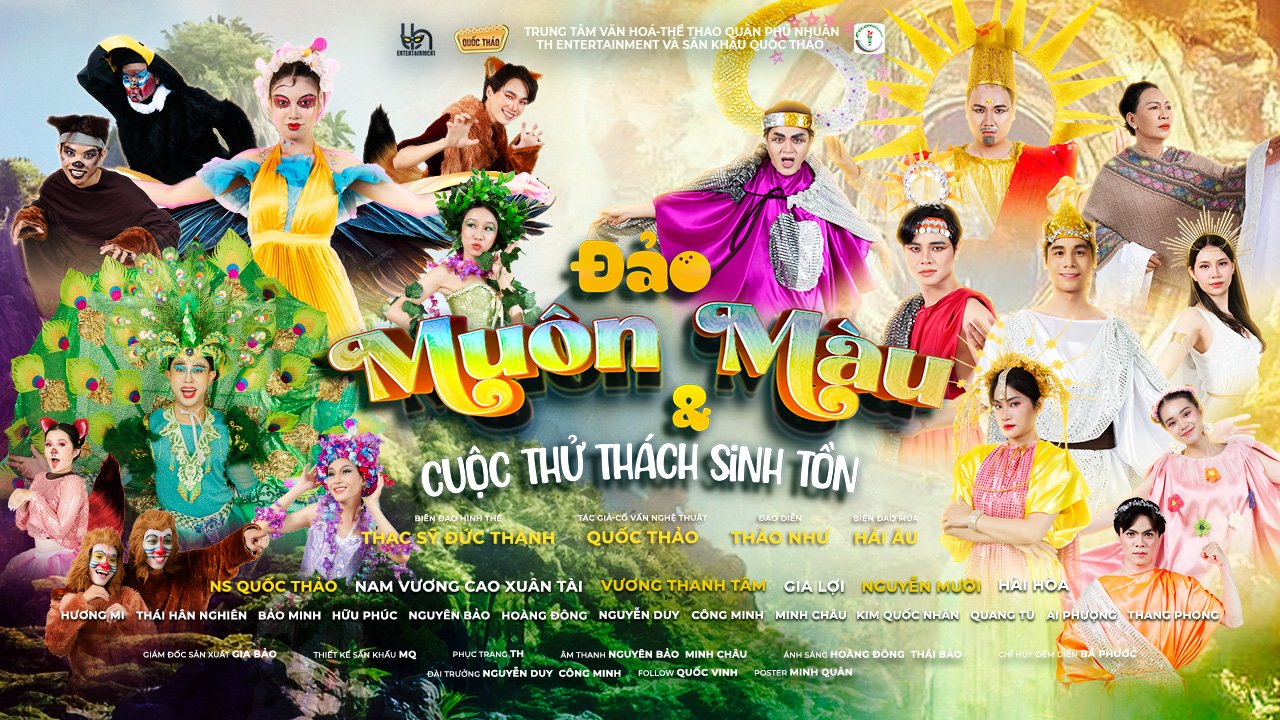 ENTERTAINMENT
QUỐC THẢO
TRUNG TÂM VĂN HOÁ-THỂ THAO QUẬN PHÚ NHUẬN
TH ENTERTAINMENT VÀ SÂN KHẤU QUỐC THẢO
Đảo
Muôn Màu
&
CUỘC THỬ THÁCH SINH TỒN
BIÊN ĐẠO HÌNH THỂ
THẠC SỸ ĐỨC THANH
TÁC GIẢ-CỐ VẤN NGHỆ THUẬT
QUỐC THẢO
ĐẠO DIỄN
THẢO NHƯ
BIÊN ĐẠO MÚA
HẢI ÂU
NS QUỐC THẢO NAM VƯƠNG CAO XUÂN TÀI VƯƠNG THANH TÂM GIA LỢI NGUYỄN MƯỜI HẢI HÒA
HƯƠNG MI THÁI HÂN NGHIÊN BẢO MINH HỮU PHÚC NGUYÊN BẢO HOÀNG ĐÔNG NGUYỄN DUY CÔNG MINH MINH CHÂU KIM QUỐC NHÂN QUANG TÚ ÁI PHƯỢNG THANG PHONG
GIÁM ĐỐC SẢN XUẤT GIA BẢO THIẾT KẾ SÂN KHẤU MQ PHỤC TRANG TH ÂM THANH NGUYÊN BẢO MINH CHÂU ÁNH SÁNG HOÀNG ĐÔNG THÁI BẢO CHỈ HUY ĐÊM DIỄN BÁ PHƯỚC
ĐÀI TRƯỞNG NGUYỄN DUY CÔNG MINH FOLLOW QUỐC VINH POSTER MINH QUÂN